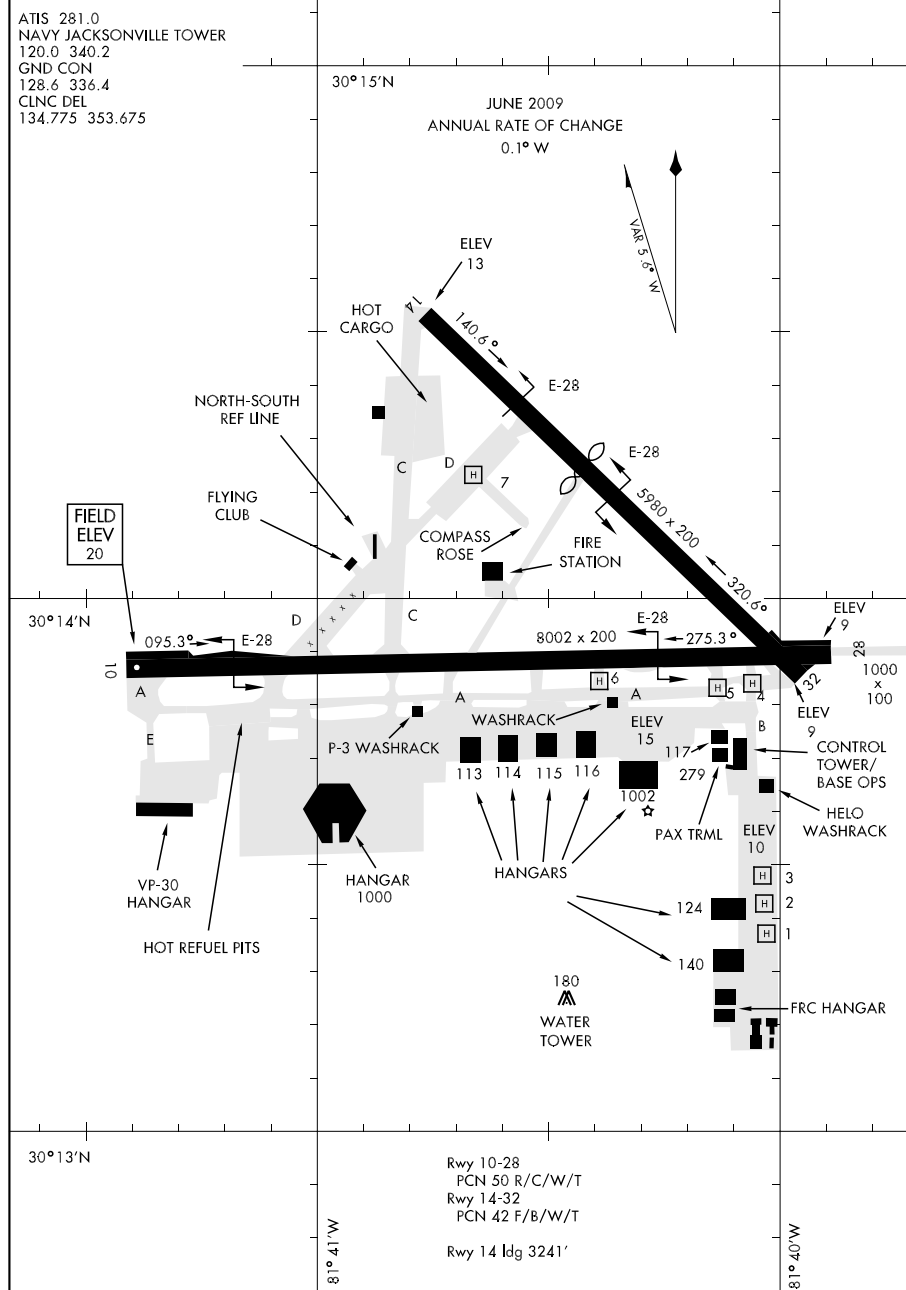 ATIS 281.0
NAVY JACKSONVILLE TOWER
120.0 340.2
GND CON
128.6 336.4
CLNC DEL
134.775 353.675
30°15'N
JUNE 2009
ANNUAL RATE OF CHANGE
0.1° W
VAR 5.6° W
ELEV
13
14
HOT
CARGO
140.6°
E-28
NORTH-SOUTH
REF LINE
C
D
H
7
E-28
FLYING
CLUB
5980 x 200
FIELD
ELEV
20
COMPASS
ROSE
FIRE
STATION
320.6°
30°14'N
D
x x x x x x
C
E-28
ELEV
9
095.3°
E-28
8002 x 200
275.3°
10
28
1000
x
100
32
A
H
6
A
A
H
5
H
4
ELEV
9
E
P-3 WASHRACK
WASHRACK
ELEV
15
B
117
CONTROL
TOWER/
BASE OPS
113
114
115
116
279
1002
PAX TRML
HELO
WASHRACK
ELEV
10
VP-30
HANGAR
HANGAR
1000
HANGARS
H
3
124
H
2
H
1
HOT REFUEL PITS
140
180
WATER
TOWER
FRC HANGAR
30°13'N
Rwy 10-28
PCN 50 R/C/W/T
Rwy 14-32
PCN 42 F/B/W/T
Rwy 14 ldg 3241'
81° 41'W
81° 40'W